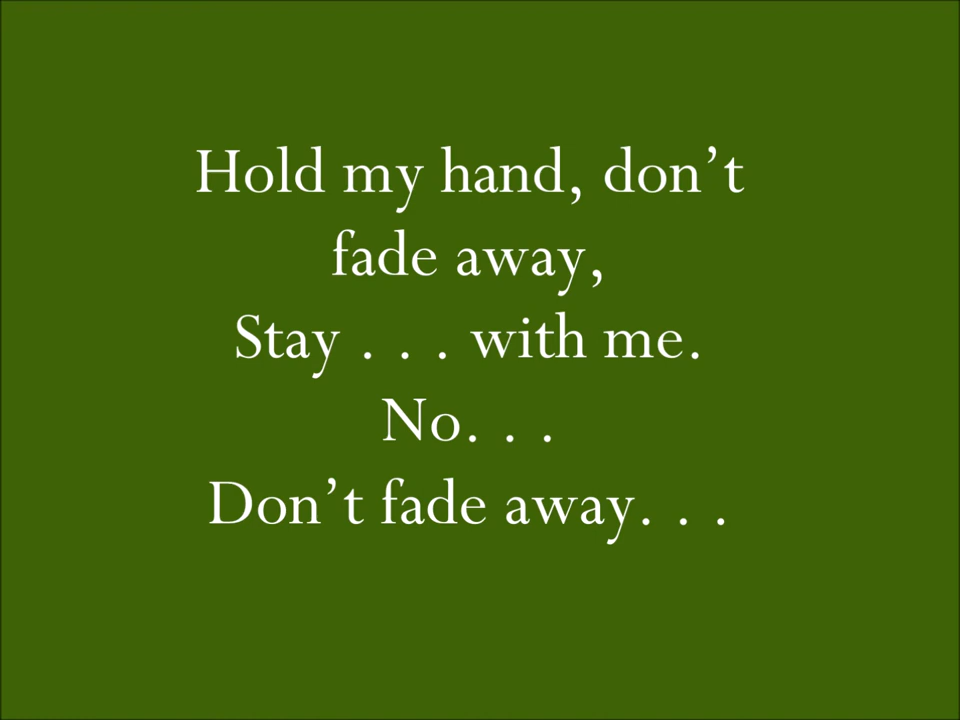 Hold my hand, don’t
fade away,
Stay . . . with me.
No. . .
Don’t fade away. . .